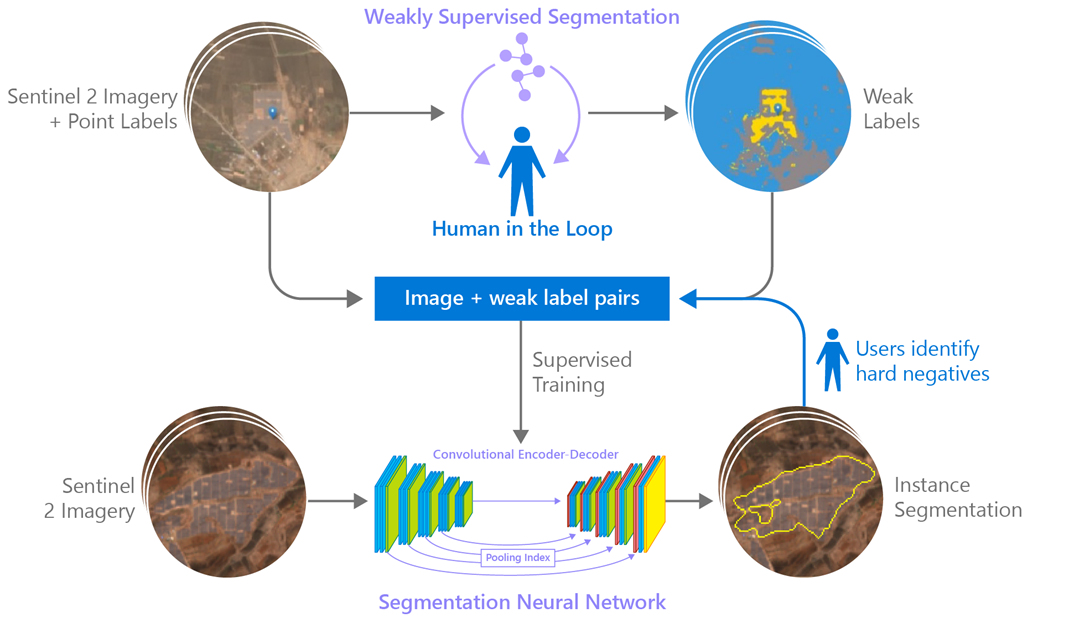 Weakly Supervised Segmentation
Sentinel 2 Imagery
+ Point Labels
Weak
Labels
Human in the Loop
Image + weak label pairs
Users identify
hard negatives
Supervised
Training
Convolutional Encoder-Decoder
Sentinel
2 Imagery
Instance
Segmentation
Pooling Index
Segmentation Neural Network